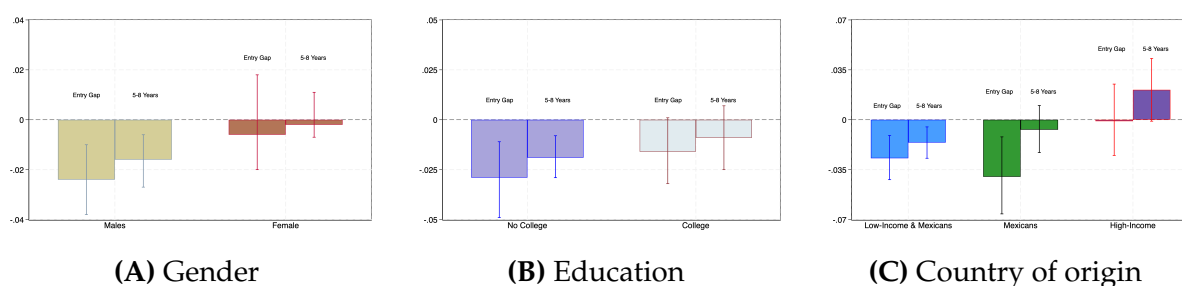 .04
.02
0
-.02
-.04
Entry Gap
5-8 Years
Entry Gap
5-8 Years
Males
Female
(A) Gender
.05
.025
0
-.025
-.05
Entry Gap
5-8 Years
Entry Gap
5-8 Years
No College
College
(B) Education
.07
.035
0
-.035
-.07
Entry Gap
5-8 Years
Entry Gap
5-8 Years
Entry Gap
5-8 Years
Low-Income & Mexicans
Mexicans
High-Income
(C) Country of origin